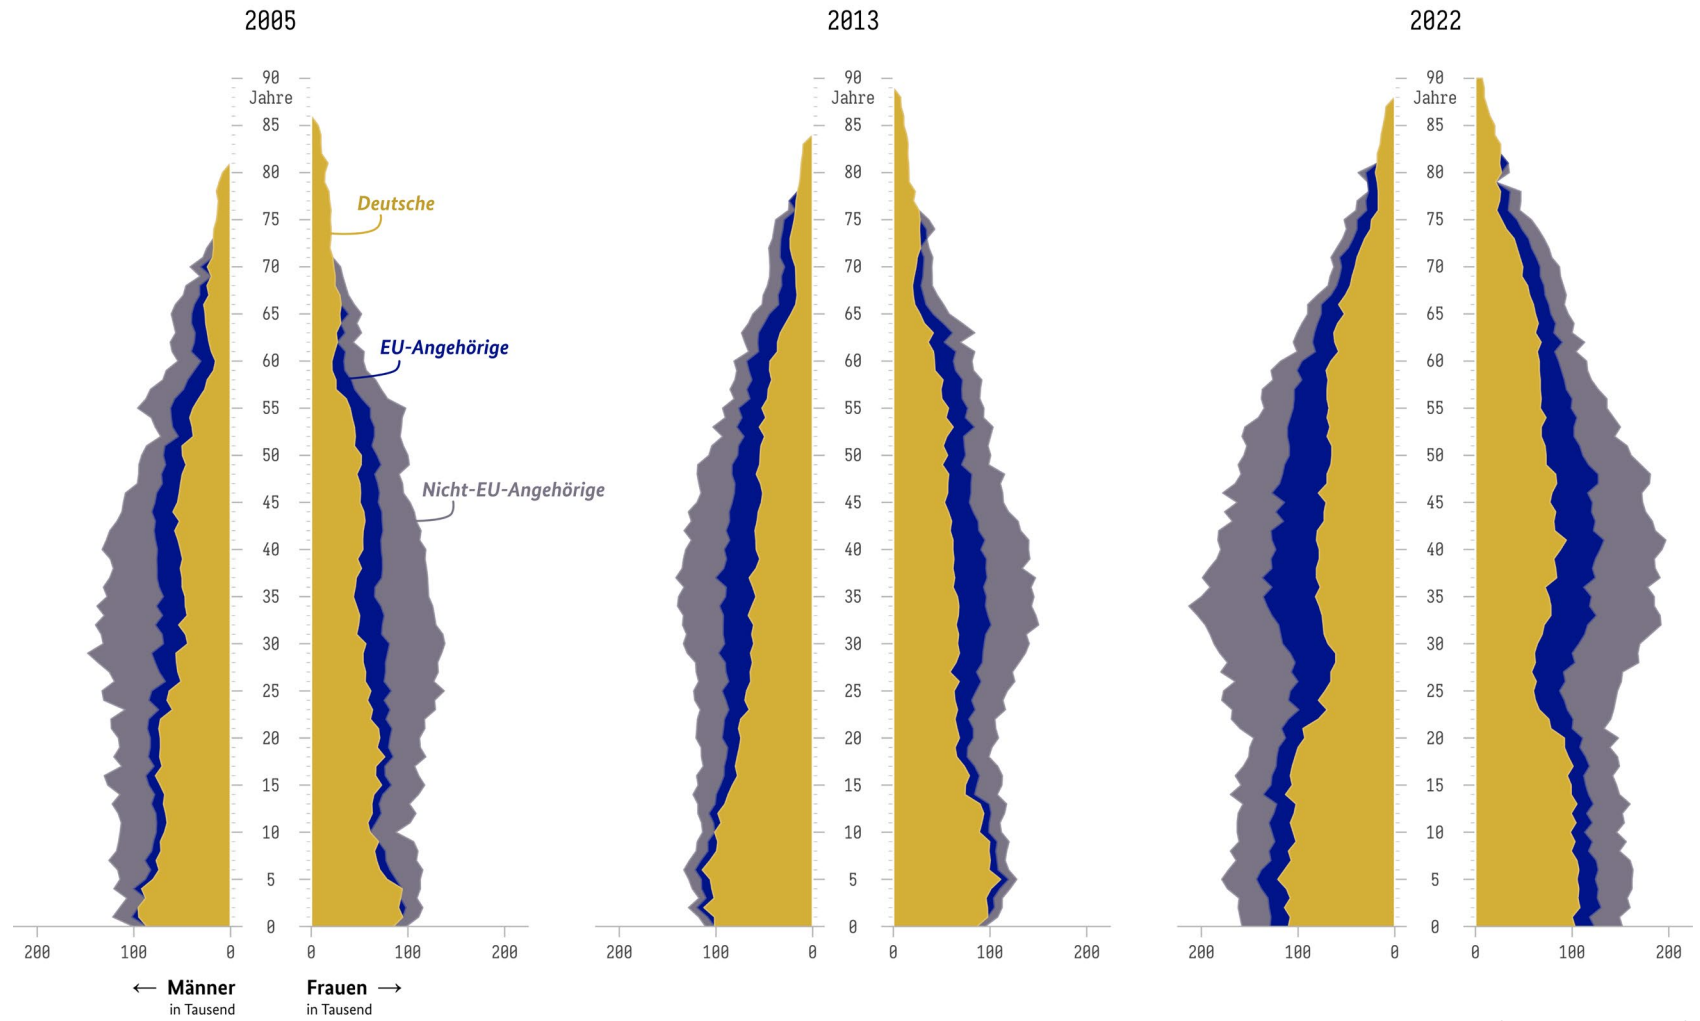 2005 2013 2022
90 90 90
Jahre Jahre Jahre
85 85 85
80 80 80
Deutsche
75 75 75
70 70 70
65 65 65
EU-Angehörige
60 60 60
55 55 55
50 50 50
Nicht-EU-Angehörige
45 45 45
40 40 40
35 35 35
30 30 30
25 25 25
20 20 20
15 15 15
10 10 10
5 5 5
0 0 0
200 100 0 0 100 200 200 100 0 0 100 200 200 100 0 0 100 200
← Männer Frauen →
in Tausend in Tausend